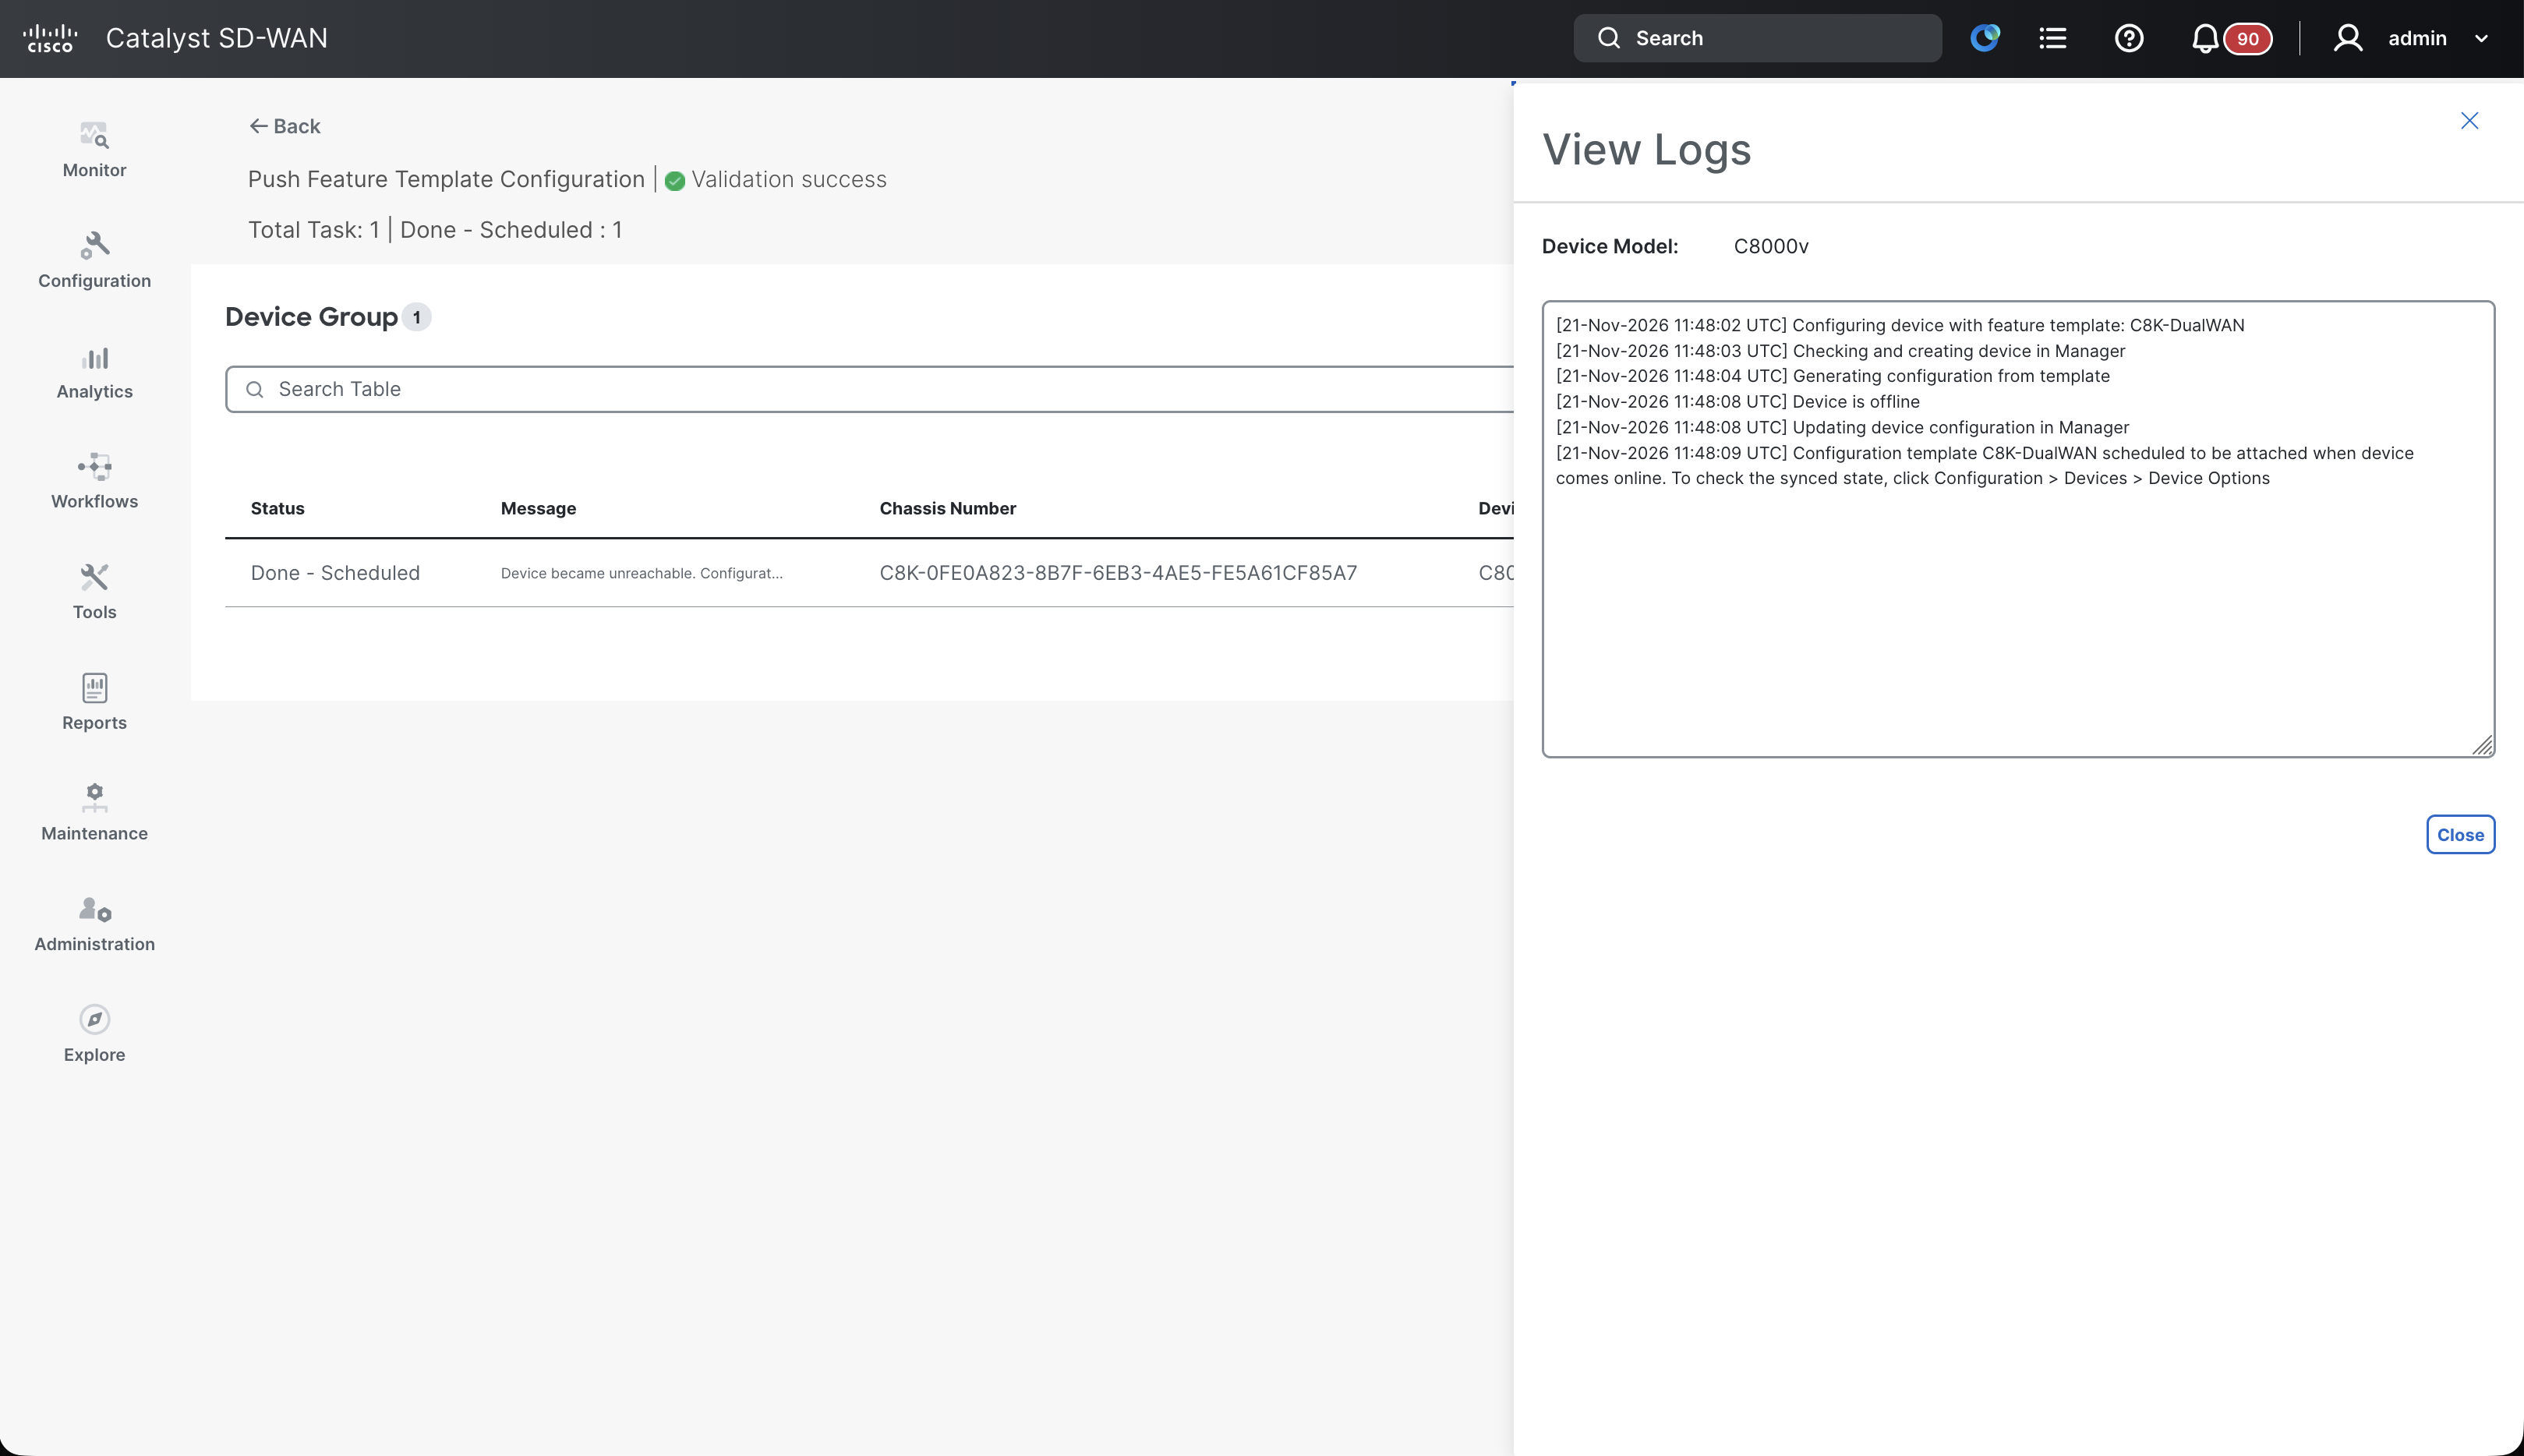 CISCO
Catalyst SD-WAN
Search
90
admin
Monitor
Configuration
Analytics
Workflows
Tools
Reports
Maintenance
Administration
Explore
Back
Push Feature Template Configuration | Validation success
Total Task: 1 | Done - Scheduled : 1
Device Group 1
Search Table
Status Message Chassis Number Devi
Done - Scheduled Device became unreachable. Configurat... C8K-0FE0A823-8B7F-6EB3-4AE5-FE5A61CF85A7 C80
View Logs
Device Model: C8000v
[21-Nov-2026 11:48:02 UTC] Configuring device with feature template: C8K-DualWAN
[21-Nov-2026 11:48:03 UTC] Checking and creating device in Manager
[21-Nov-2026 11:48:04 UTC] Generating configuration from template
[21-Nov-2026 11:48:08 UTC] Device is offline
[21-Nov-2026 11:48:08 UTC] Updating device configuration in Manager
[21-Nov-2026 11:48:09 UTC] Configuration template C8K-DualWAN scheduled to be attached when device
comes online. To check the synced state, click Configuration > Devices > Device Options
Close